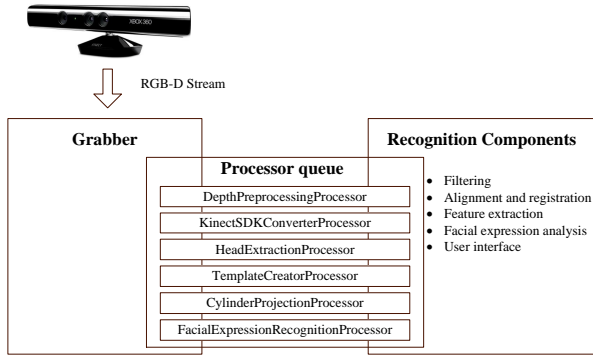 XBOX 360
RGB-D Stream
Grabber
Recognition Components
Processor queue
DepthPreprocessingProcessor
KinectSDKConverterProcessor
HeadExtractionProcessor
TemplateCreatorProcessor
CylinderProjectionProcessor
FacialExpressionRecognitionProcessor
• Filtering
• Alignment and registration
• Feature extraction
• Facial expression analysis
• User interface